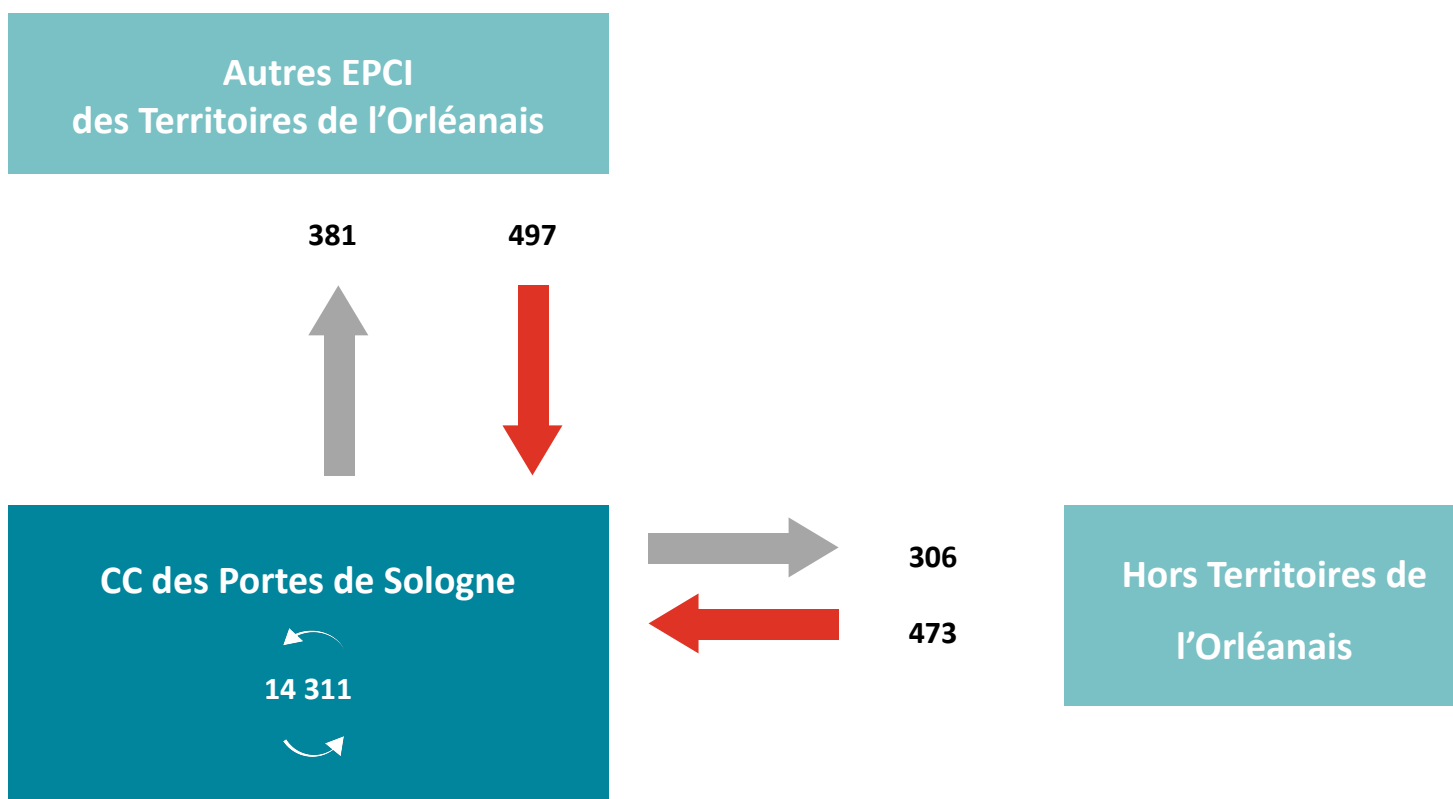 Autres EPCI
des Territoires de l’Orléanais
381
497
CC des Portes de Sologne
14 311
306
473
Hors Territoires de
l’Orléanais